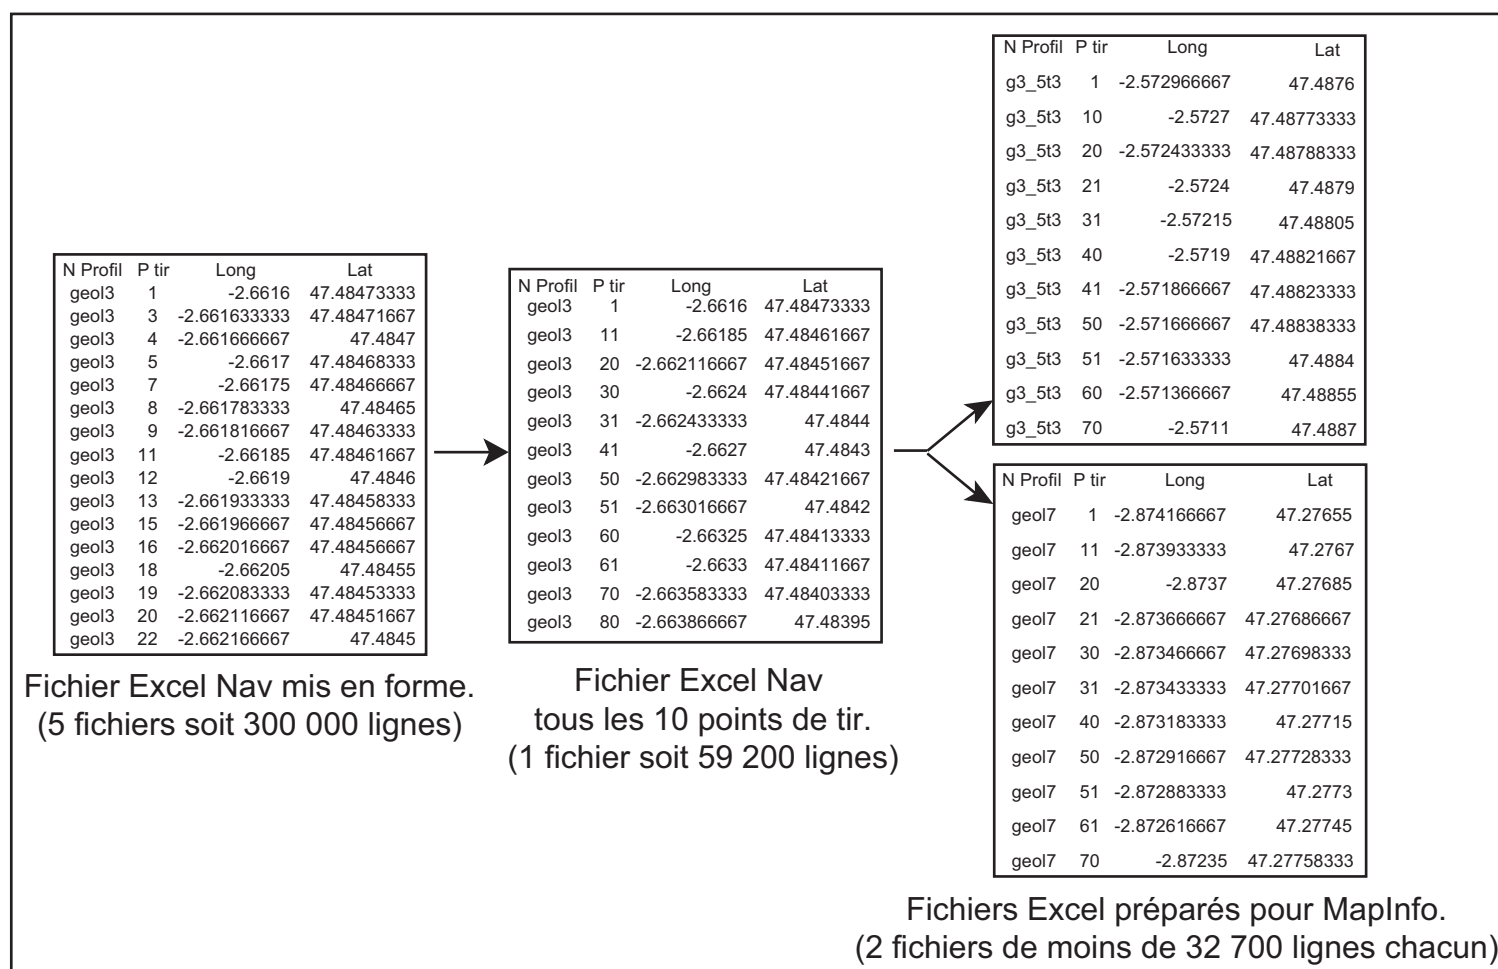 N Profil P tir Long Lat
geol3 1 -2.6616 47.48473333
geol3 3 -2.661633333 47.48471667
geol3 4 -2.661666667 47.4847
geol3 5 -2.6617 47.48468333
geol3 7 -2.66175 47.48466667
geol3 8 -2.661783333 47.48465
geol3 9 -2.661816667 47.48463333
geol3 11 -2.66185 47.48461667
geol3 12 -2.6619 47.4846
geol3 13 -2.661933333 47.48458333
geol3 15 -2.661966667 47.48456667
geol3 16 -2.662016667 47.48456667
geol3 18 -2.66205 47.48455
geol3 19 -2.662083333 47.48453333
geol3 20 -2.662116667 47.48451667
geol3 22 -2.662166667 47.4845
Fichier Excel Nav mis en forme.
(5 fichiers soit 300 000 lignes)
N Profil P tir Long Lat
geol3 1 -2.6616 47.48473333
geol3 11 -2.66185 47.48461667
geol3 20 -2.662116667 47.48451667
geol3 30 -2.6624 47.48441667
geol3 31 -2.662433333 47.4844
geol3 41 -2.6627 47.4843
geol3 50 -2.662983333 47.48421667
geol3 51 -2.663016667 47.4842
geol3 60 -2.66325 47.48413333
geol3 61 -2.6633 47.48411667
geol3 70 -2.663583333 47.48403333
geol3 80 -2.663866667 47.48395
Fichier Excel Nav
tous les 10 points de tir.
(1 fichier soit 59 200 lignes)
N Profil P tir Long Lat
g3_5t3 1 -2.572966667 47.4876
g3_5t3 10 -2.5727 47.48773333
g3_5t3 20 -2.572433333 47.48788333
g3_5t3 21 -2.5724 47.4879
g3_5t3 31 -2.57215 47.48805
g3_5t3 40 -2.5719 47.48821667
g3_5t3 41 -2.571866667 47.48823333
g3_5t3 50 -2.571666667 47.48838333
g3_5t3 51 -2.571633333 47.4884
g3_5t3 60 -2.571366667 47.48855
g3_5t3 70 -2.5711 47.4887
N Profil P tir Long Lat
geol7 1 -2.874166667 47.27655
geol7 11 -2.873933333 47.2767
geol7 20 -2.8737 47.27685
geol7 21 -2.873666667 47.27686667
geol7 30 -2.873466667 47.27698333
geol7 31 -2.873433333 47.27701667
geol7 40 -2.873183333 47.27715
geol7 50 -2.872916667 47.27728333
geol7 51 -2.872883333 47.2773
geol7 61 -2.872616667 47.27745
geol7 70 -2.87235 47.27758333
Fichiers Excel préparés pour MapInfo.
(2 fichiers de moins de 32 700 lignes chacun)